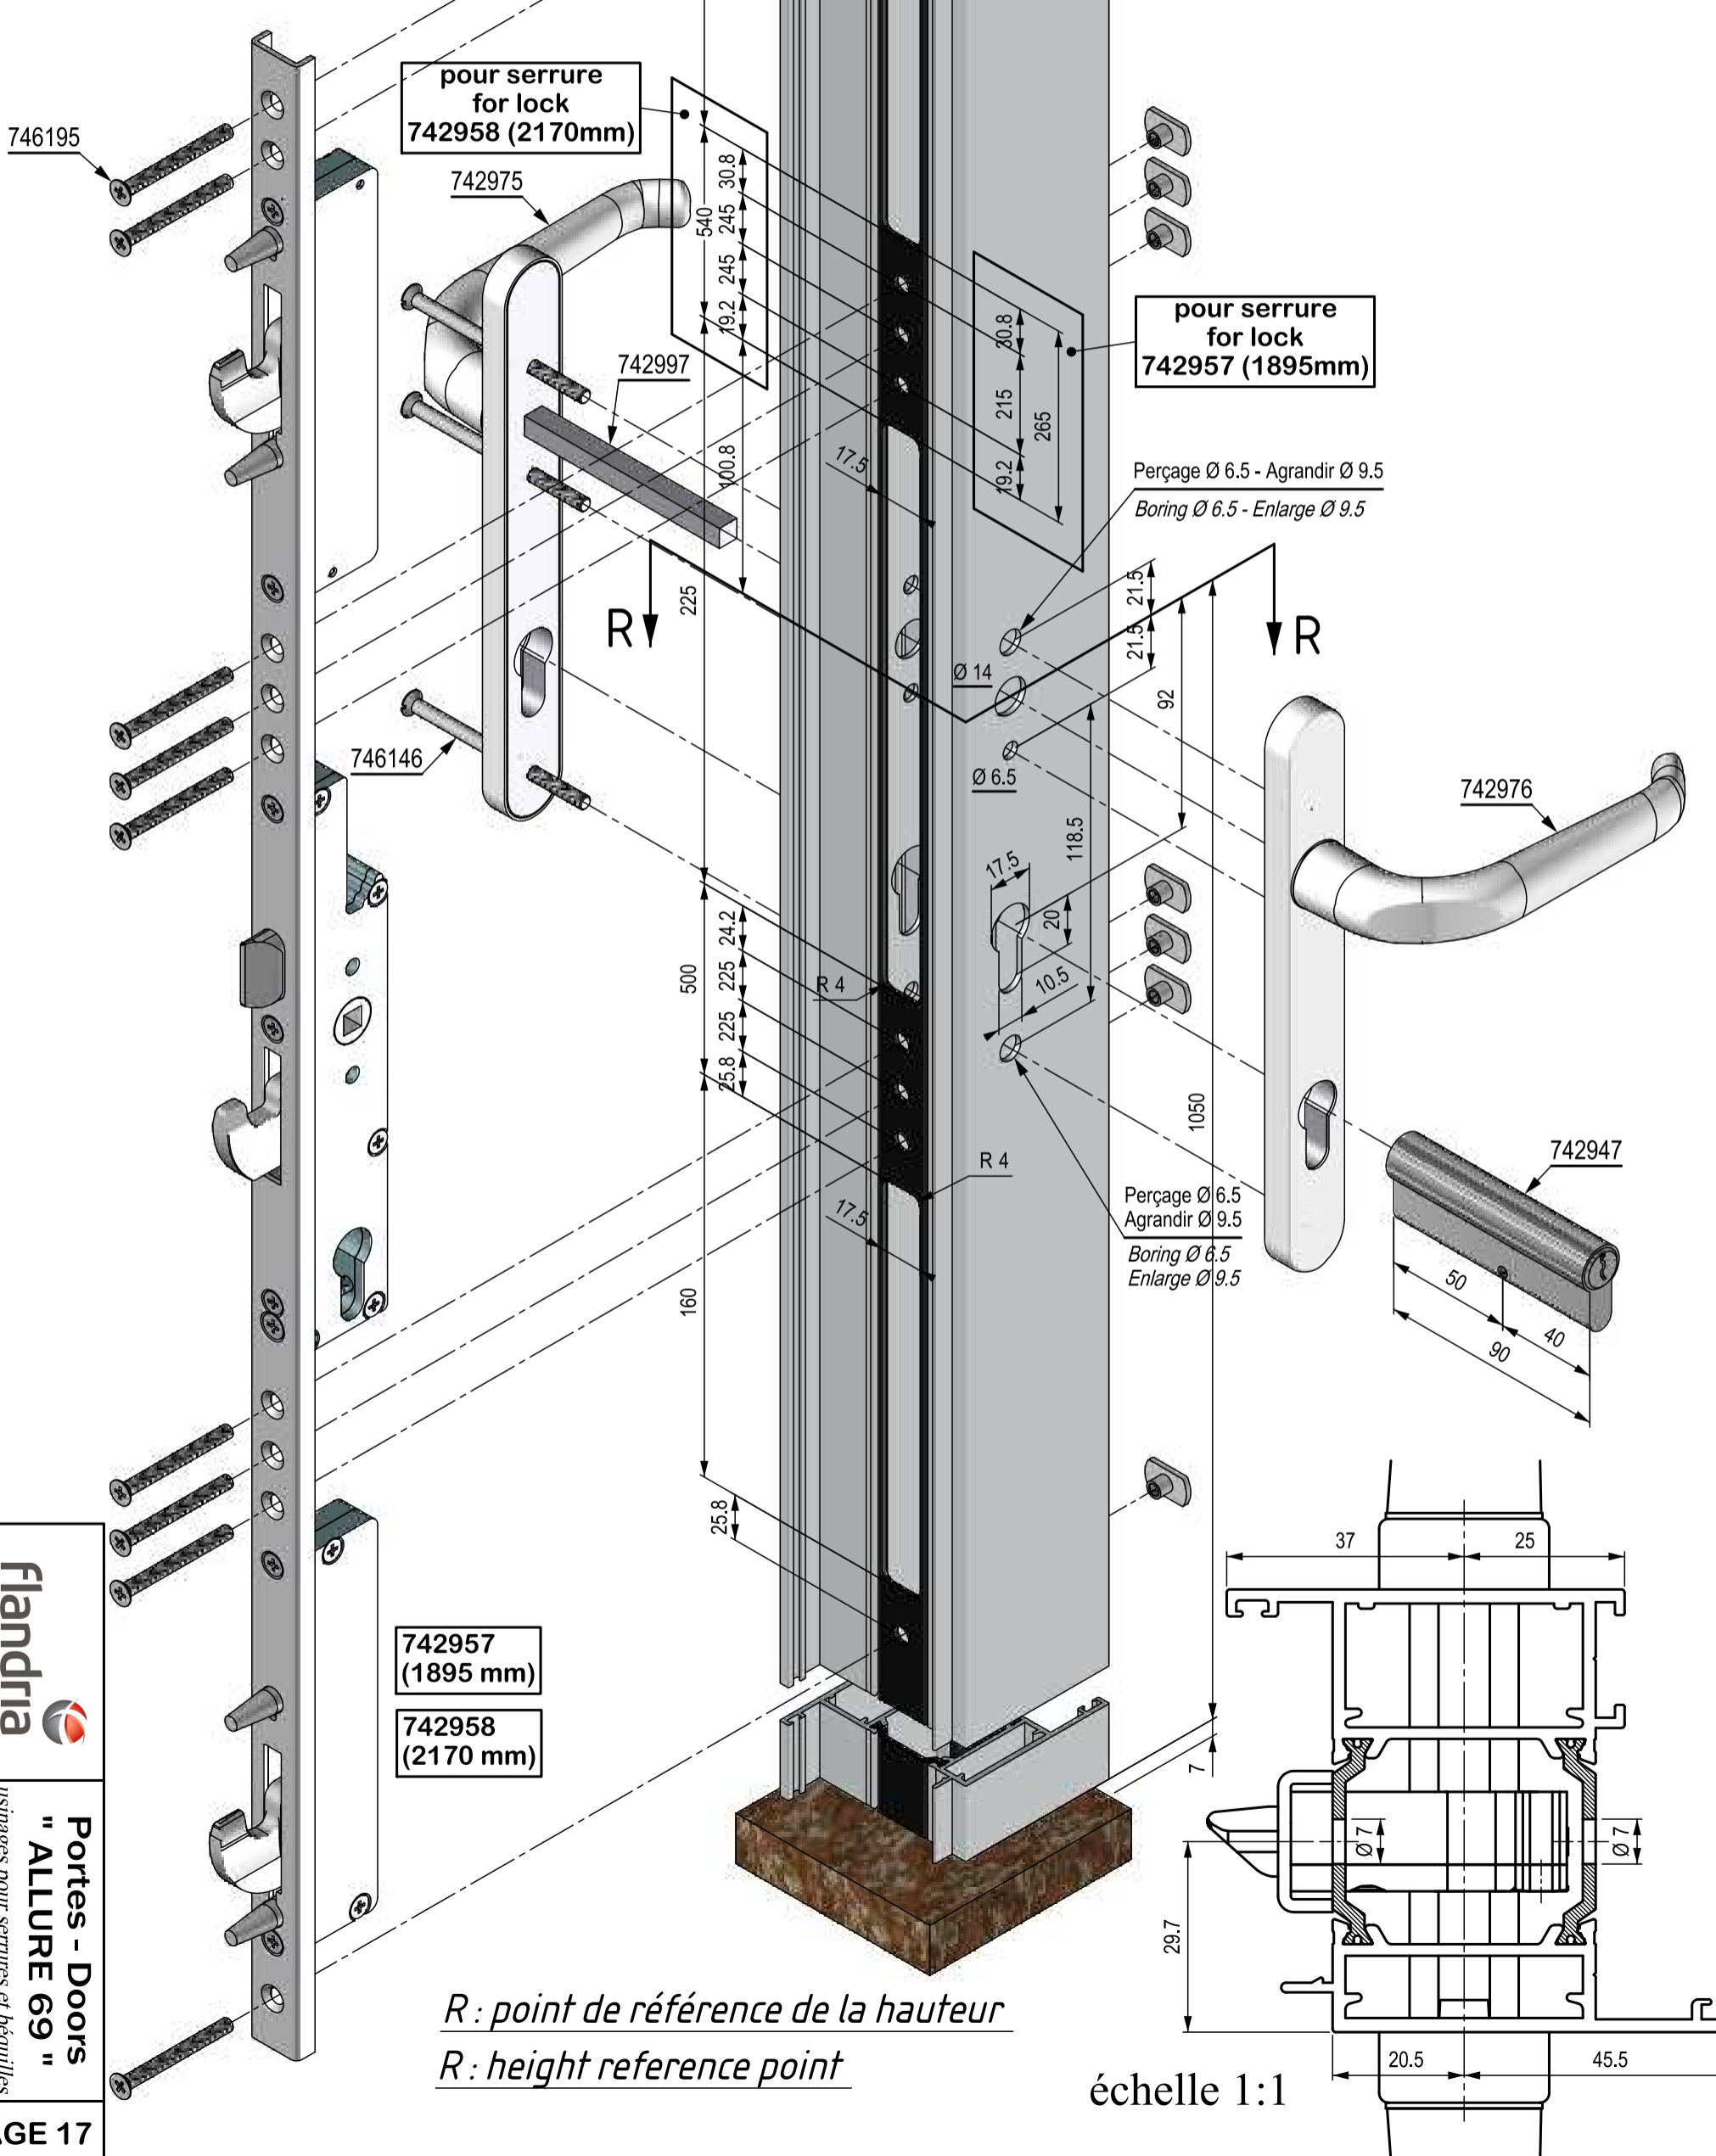 pour serrure
for lock
742958 (2170mm)
746195
742975
30.8
245
540
245
19.2
742997
100.8
17.5
225
R
pour serrure
for lock
742957 (1895mm)
30.8
215
265
19.2
Perçage Ø 6.5 - Agrandir Ø 9.5
Boring Ø 6.5 - Enlarge Ø 9.5
21.5
21.5
R
Ø 14
92
746146
Ø 6.5
118.5
742976
17.5
20
24.2
225
500
R 4
10.5
225
25.8
1050
R 4
742947
17.5
Perçage Ø 6.5
Agrandir Ø 9.5
Boring Ø 6.5
Enlarge Ø 9.5
50
40
90
160
25.8
37
25
742957
(1895 mm)
742958
(2170 mm)
7
Ø 7
Ø 7
29.7
20.5
45.5
R : point de référence de la hauteur
R : height reference point
échelle 1:1
flandria
Portes - Doors
" ALLURE 69 "
usinages pour serrures et béquilles
GE 17